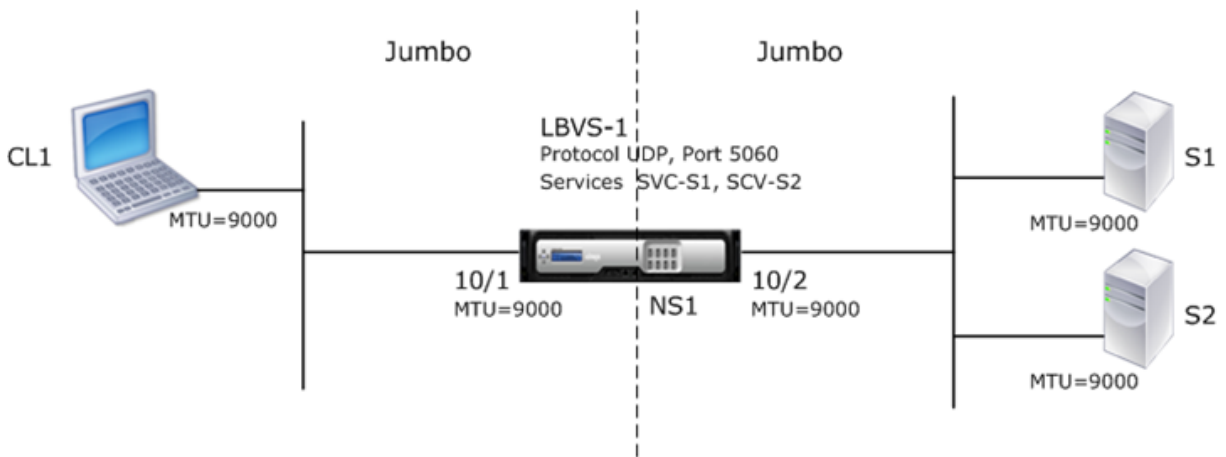 Jumbo
Jumbo
LBVS-1
Protocol UDP, Port 5060
Services SVC-S1, SCV-S2
CL1
MTU=9000
S1
MTU=9000
10/1
MTU=9000
NS1
10/2
MTU=9000
S2
MTU=9000